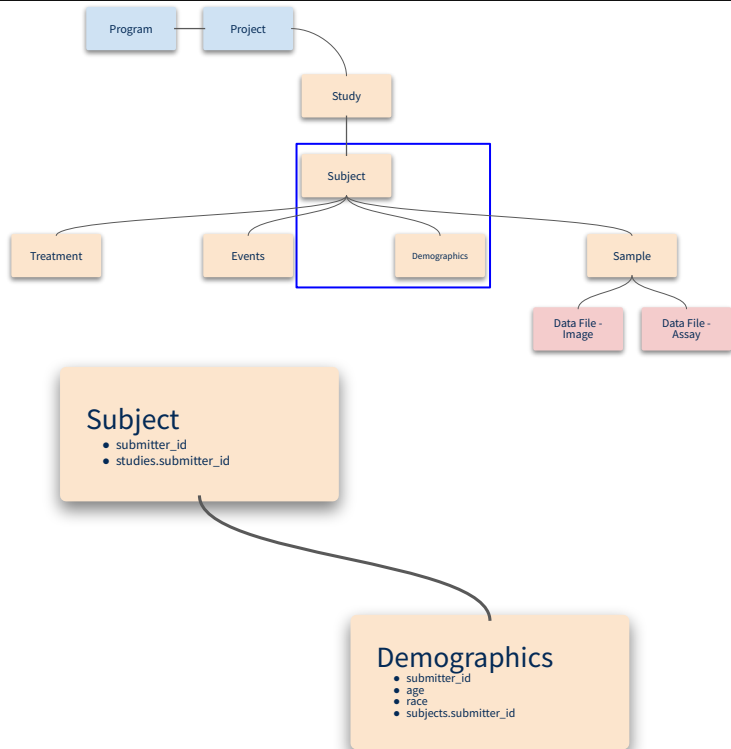 Program
Project
Study
Subject
Treatment
Events
Demographics
Sample
Data File -
Image
Data File -
Assay
Subject
● submitter_id
● studies.submitter_id
Demographics
● submitter_id
● age
● race
● subjects.submitter_id